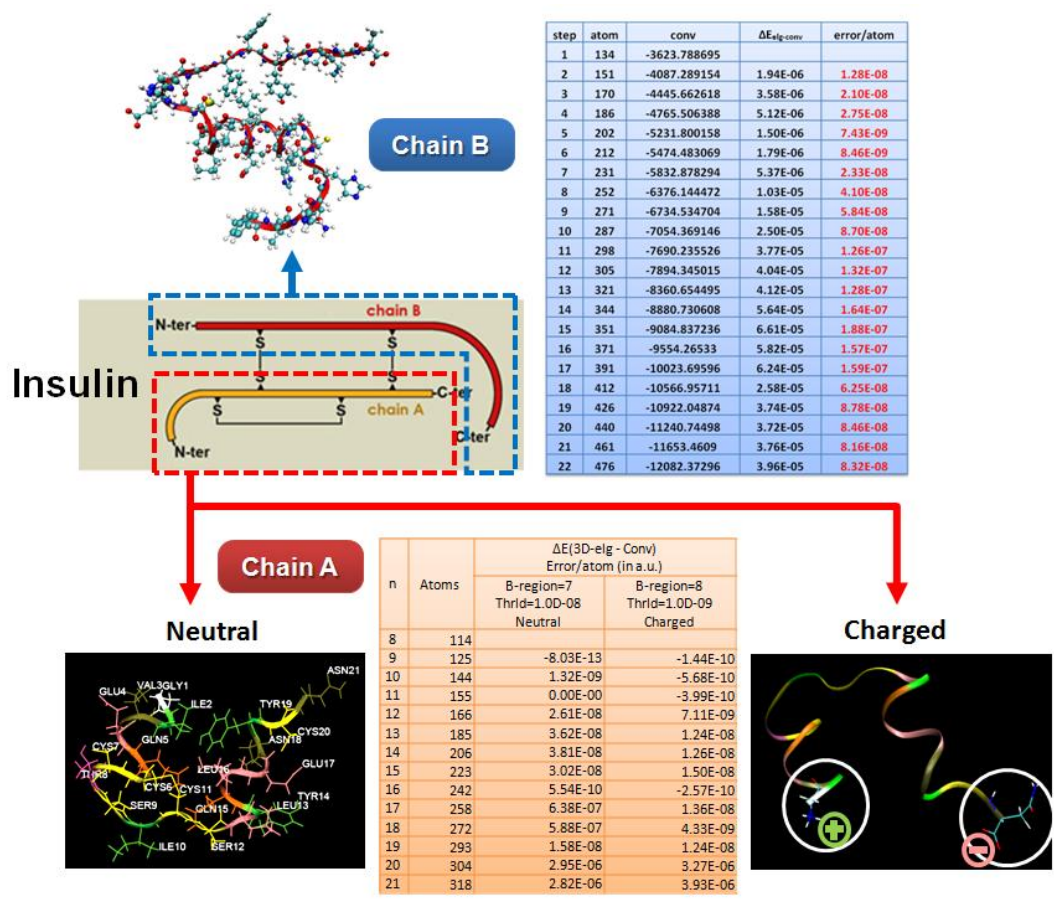 Chain B
step atom conv ΔEelg-conv error/atom
1 134 -3623.788695
2 151 -4087.289154 1.94E-06 1.28E-08
3 170 -4445.662618 3.58E-06 2.10E-08
4 186 -4765.506388 5.12E-06 2.75E-08
5 202 -5231.800158 1.50E-06 7.43E-09
6 212 -5474.483069 1.79E-06 8.46E-09
7 231 -5832.878294 5.37E-06 2.33E-08
8 252 -6376.144472 1.03E-05 4.10E-08
9 271 -6734.534704 1.58E-05 5.84E-08
10 287 -7054.369146 2.50E-05 8.70E-08
11 298 -7690.235526 3.77E-05 1.26E-07
12 305 -7894.345015 4.04E-05 1.32E-07
13 321 -8360.654495 4.12E-05 1.28E-07
14 344 -8880.730608 5.64E-05 1.64E-07
15 351 -9084.837236 6.61E-05 1.88E-07
16 371 -9554.26533 5.82E-05 1.57E-07
17 391 -10023.69596 6.24E-05 1.59E-07
18 412 -10566.95711 2.58E-05 6.25E-08
19 426 -10922.04874 3.74E-05 8.78E-08
20 440 -11240.74498 3.72E-05 8.46E-08
21 461 -11653.4609 3.76E-05 8.16E-08
22 476 -12082.37296 3.96E-05 8.32E-08
Insulin
N-ter
chain B
S S
S S
C-ter
chain A
S S
C-ter
N-ter
Chain A
n Atoms ΔE(3D-elg - Conv)
Error/atom (in a.u.)
B-region=7 B-region=8
Thrld=1.0D-08 Thrld=1.0D-09
Neutral Charged
8 114
9 125 -8.03E-13 -1.44E-10
10 144 1.32E-09 -5.68E-10
11 155 0.00E-00 -3.99E-10
12 166 2.61E-08 7.11E-09
13 185 3.62E-08 1.24E-08
14 206 3.81E-08 1.26E-08
15 223 3.02E-08 1.50E-08
16 242 5.54E-10 -2.57E-10
17 258 6.38E-07 1.36E-08
18 272 5.88E-07 4.33E-09
19 293 1.58E-08 1.24E-08
20 304 2.95E-06 3.27E-06
21 318 2.82E-06 3.93E-06
Neutral
ASN21
VAL3 GLY1
GLU4 ILE2 TYR19
CYS20
GLN5 ASN18
CYS7
THR8 LEU16 GLU17
CYS6 CYS11 TYR14
SER9 GLN15 LEU13
ILE10 SER12
Charged
+
-